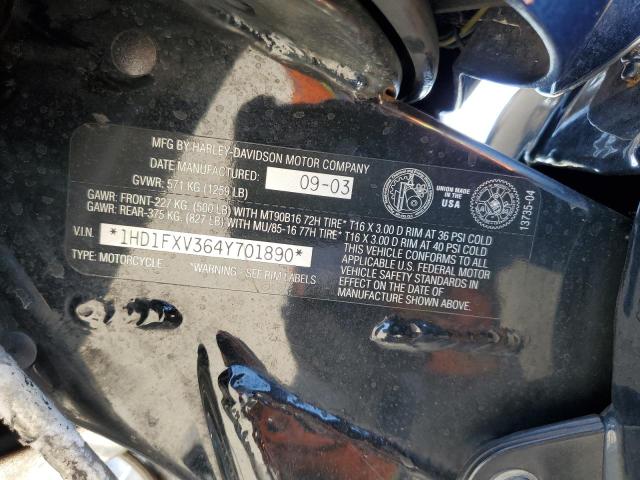 MFG BY HARLEY-DAVIDSON MOTOR COMPANY
DATE MANUFACTURED: 09-03
GVWR: 571 KG (1259 LB)
GAWR: FRONT-227 KG (500 LB) WITH MT90B16 72H TIRE T16 X 3.00 D RIM AT 36 PSI COLD
GAWR: REAR-375 KG (827 LB) WITH MU/85-16 77H TIRE T16 X 3.00 D RIM AT 40 PSI COLD
V.I.N. *1HD1FXV364Y701890*
THIS VEHICLE CONFORMS TO ALL
APPLICABLE U.S. FEDERAL MOTOR
VEHICLE SAFETY STANDARDS IN
EFFECT ON THE DATE OF
MANUFACTURE SHOWN ABOVE.
TYPE: MOTORCYCLE *WARNING - SEE RIM LABELS
UNION MADE IN THE
USA
13735-04